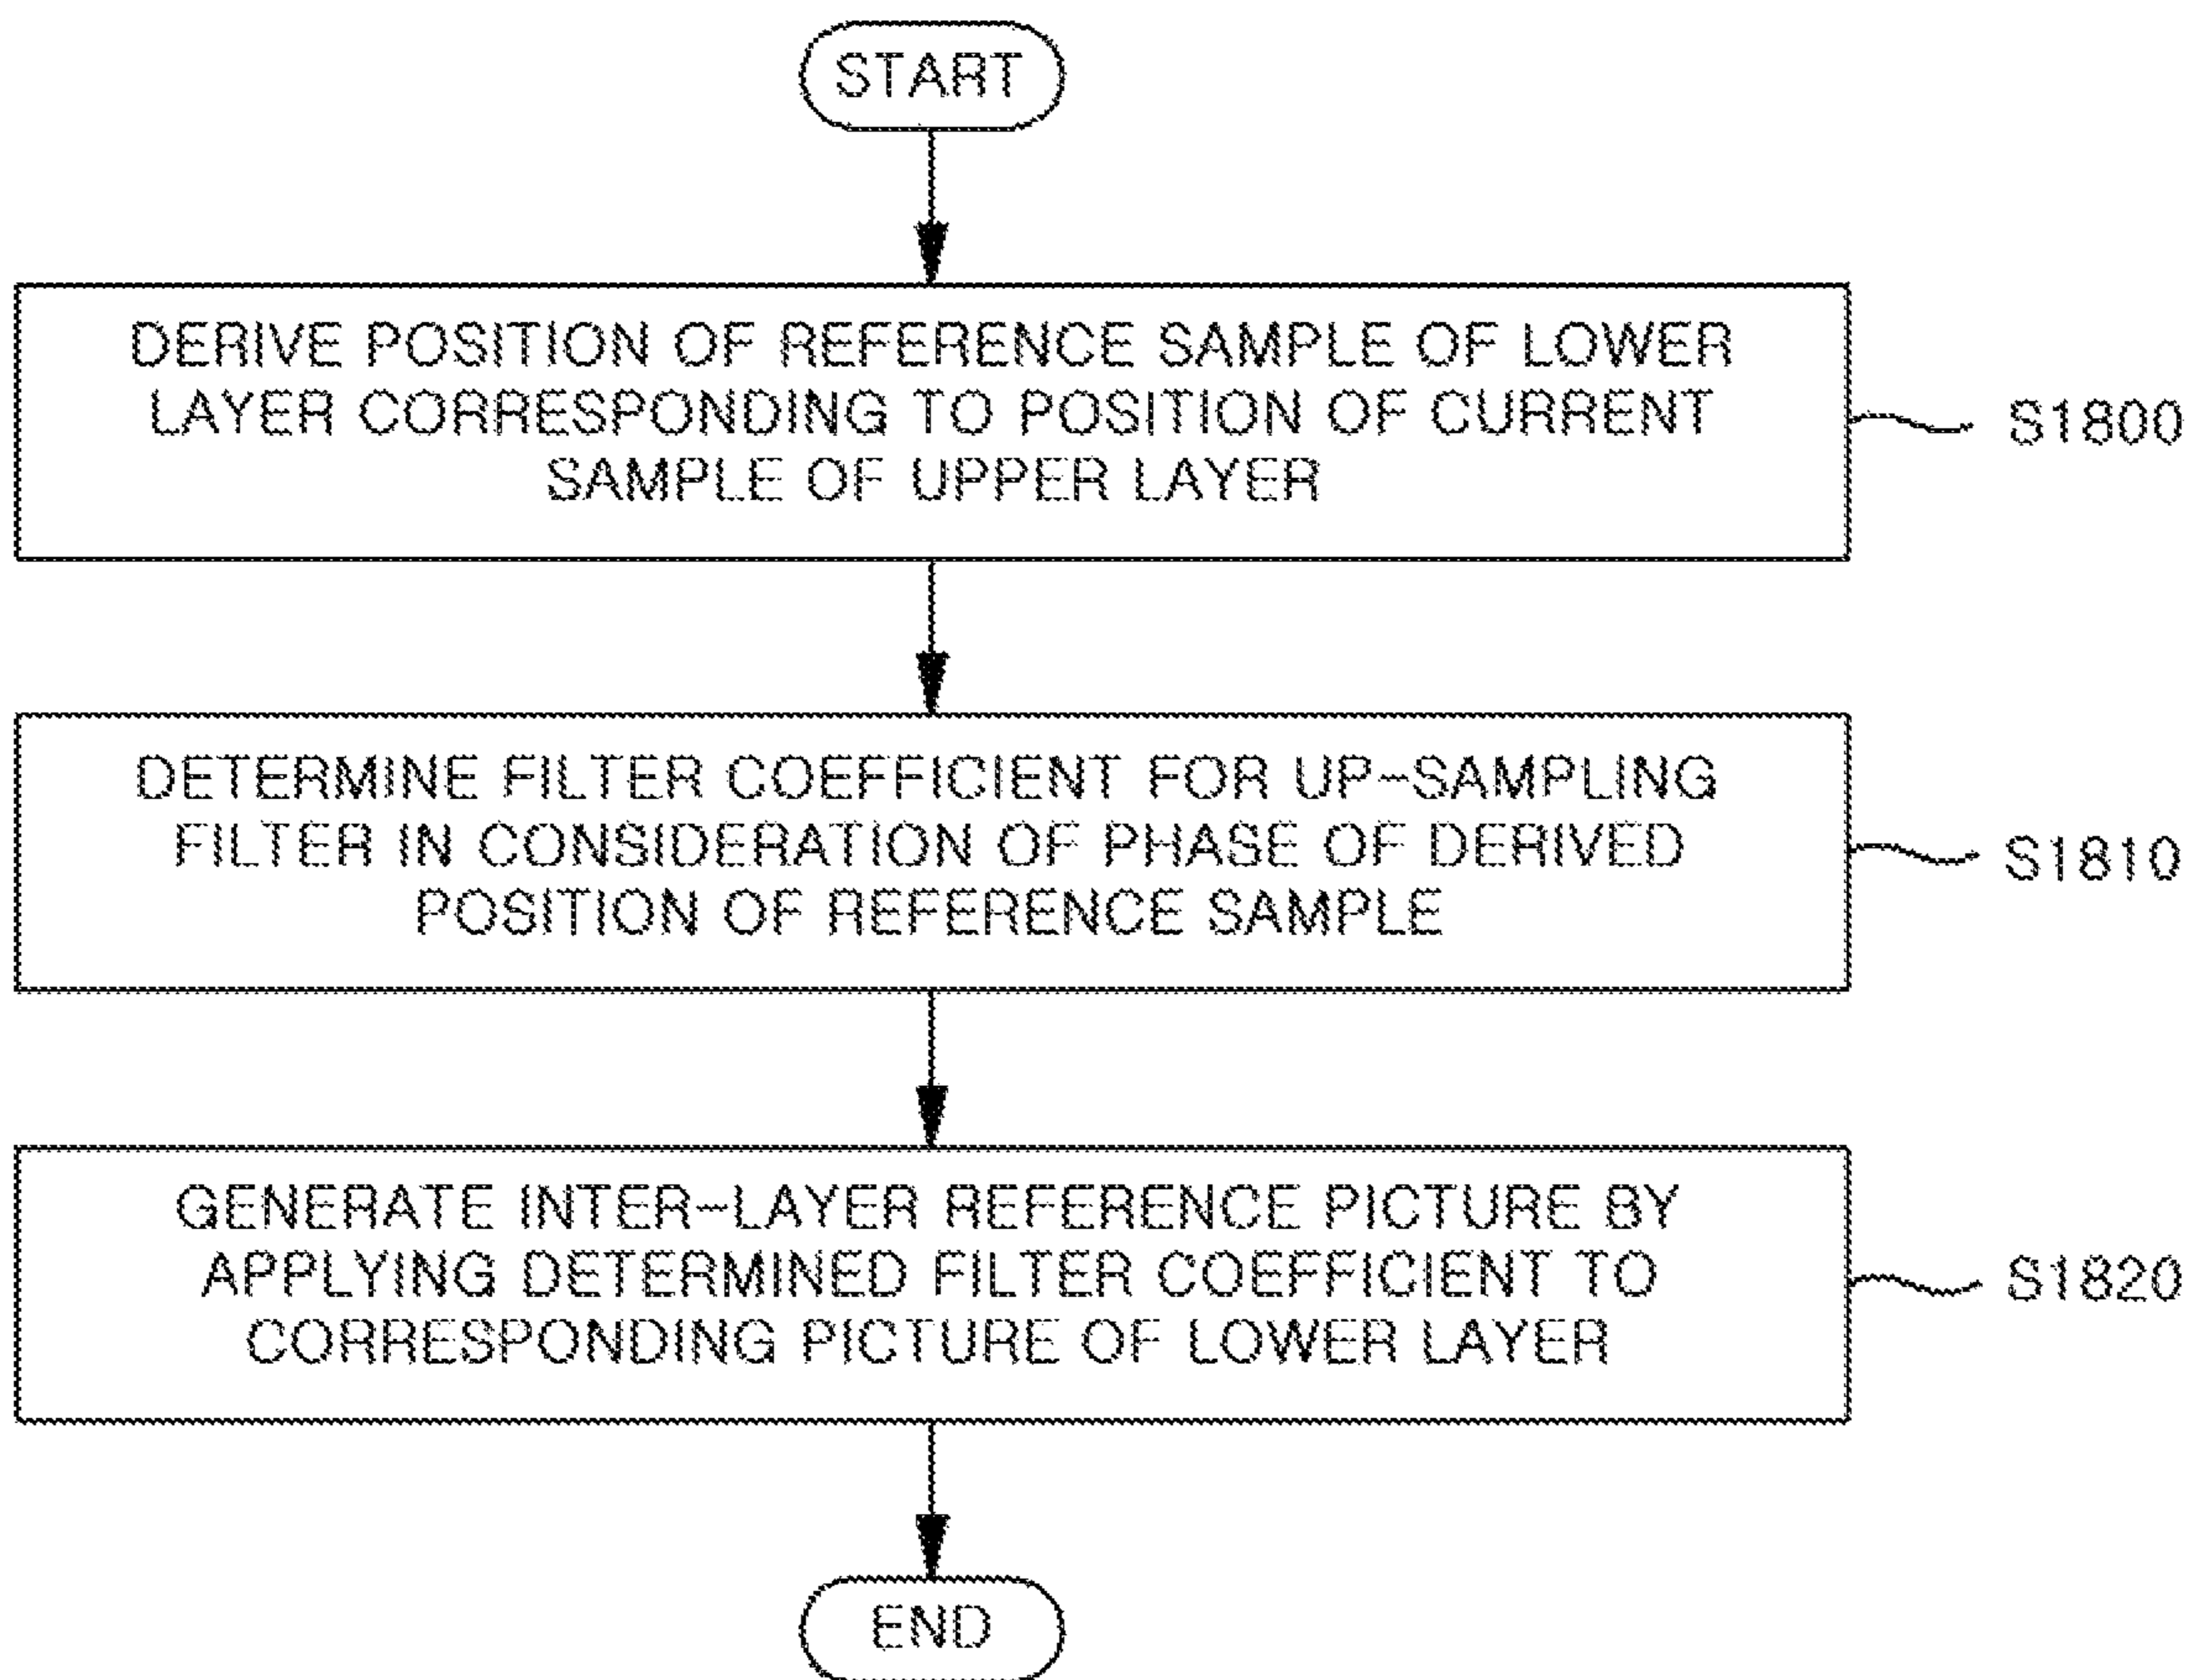 START
DERIVE POSITION OF REFERENCE SAMPLE OF LOWER
LAYER CORRESPONDING TO POSITION OF CURRENT
SAMPLE OF UPPER LAYER
S1800
DETERMINE FILTER COEFFICIENT FOR UP-SAMPLING
FILTER IN CONSIDERATION OF PHASE OF DERIVED
POSITION OF REFERENCE SAMPLE
S1810
GENERATE INTER-LAYER REFERENCE PICTURE BY
APPLYING DETERMINED FILTER COEFFICIENT TO
CORRESPONDING PICTURE OF LOWER LAYER
S1820
END